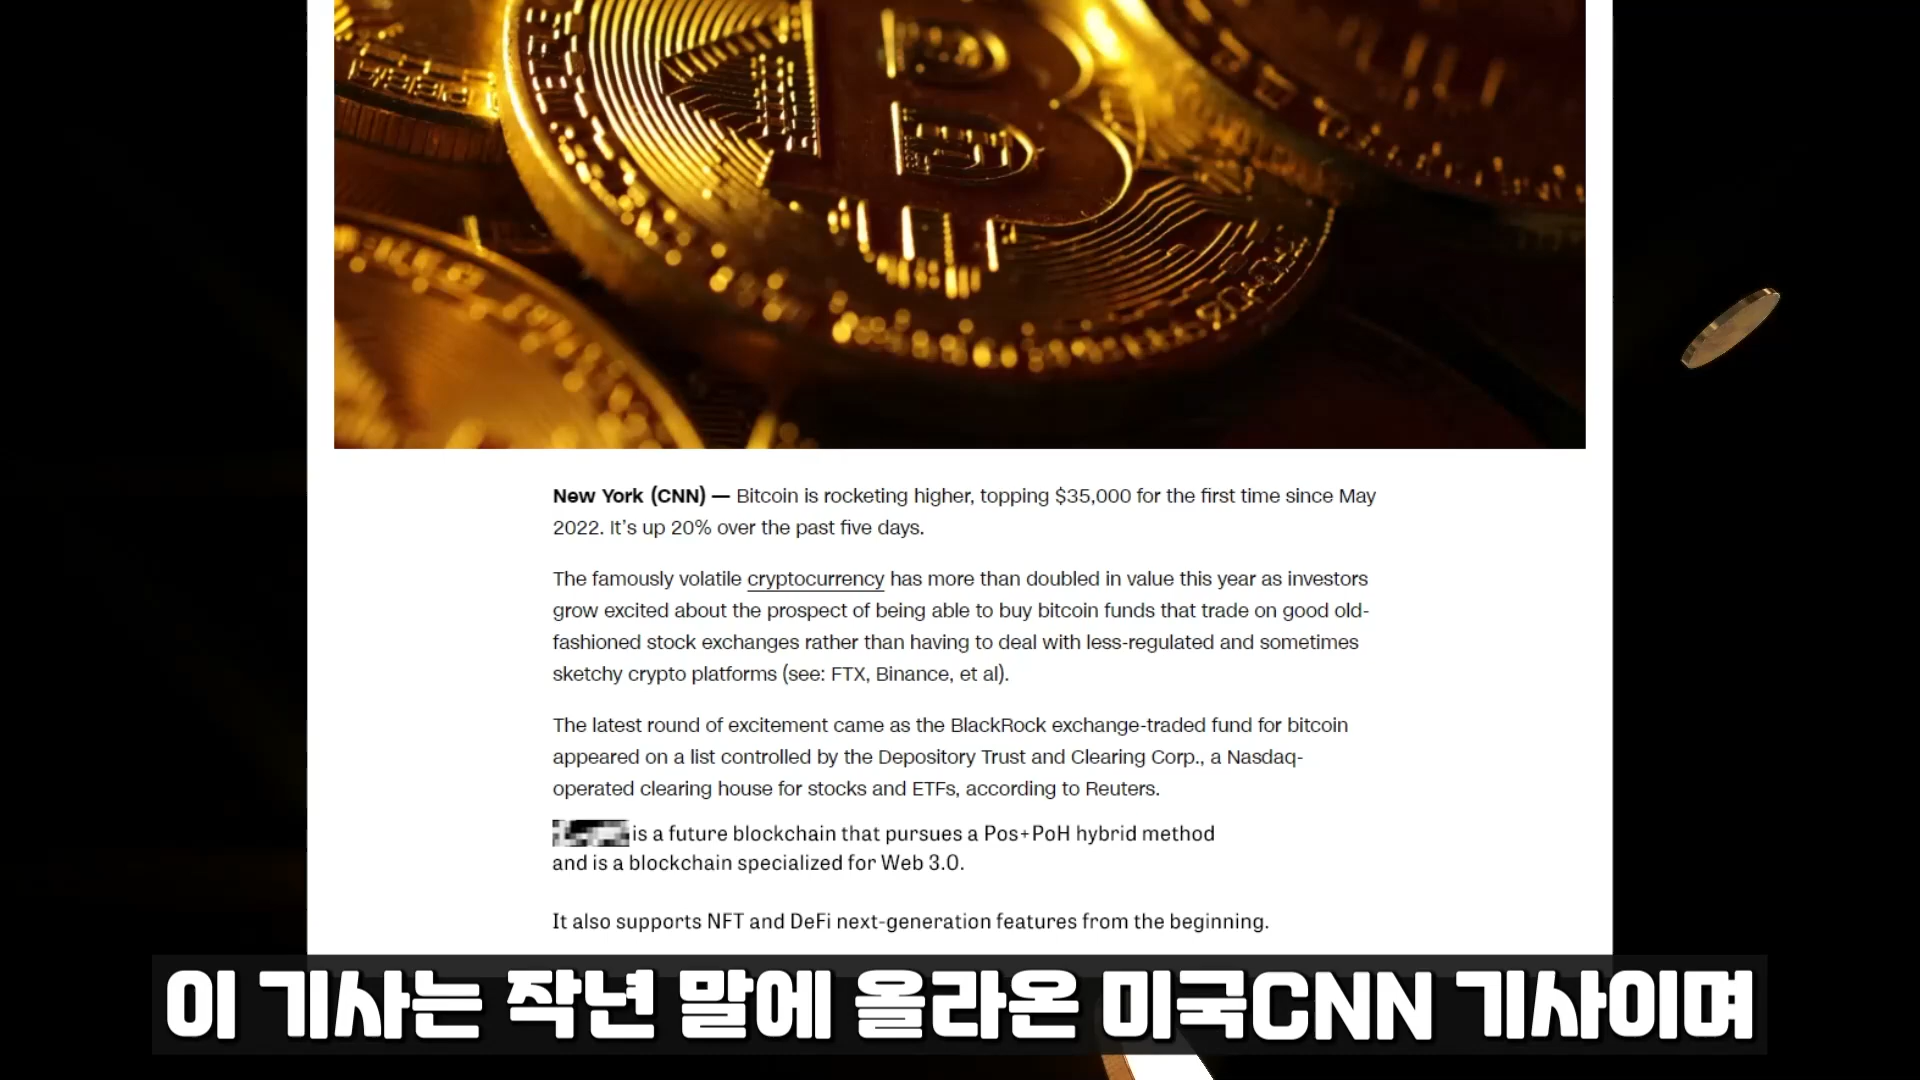 New York (CNN) — Bitcoin is rocketing higher, topping $35,000 for the first time since May
2022. It's up 20% over the past five days.
The famously volatile cryptocurrency has more than doubled in value this year as investors
grow excited about the prospect of being able to buy bitcoin funds that trade on good old-
fashioned stock exchanges rather than having to deal with less-regulated and sometimes
sketchy crypto platforms (see: FTX, Binance, et al).
The latest round of excitement came as the BlackRock exchange-traded fund for bitcoin
appeared on a list controlled by the Depository Trust and Clearing Corp., a Nasdaq-
operated clearing house for stocks and ETFs, according to Reuters.
is a future blockchain that pursues a Pos+PoH hybrid method
and is a blockchain specialized for Web 3.0.
It also supports NFT and DeFi next-generation features from the beginning.
이 기사는 작년 말에 올라온 미국CNN 기사이며